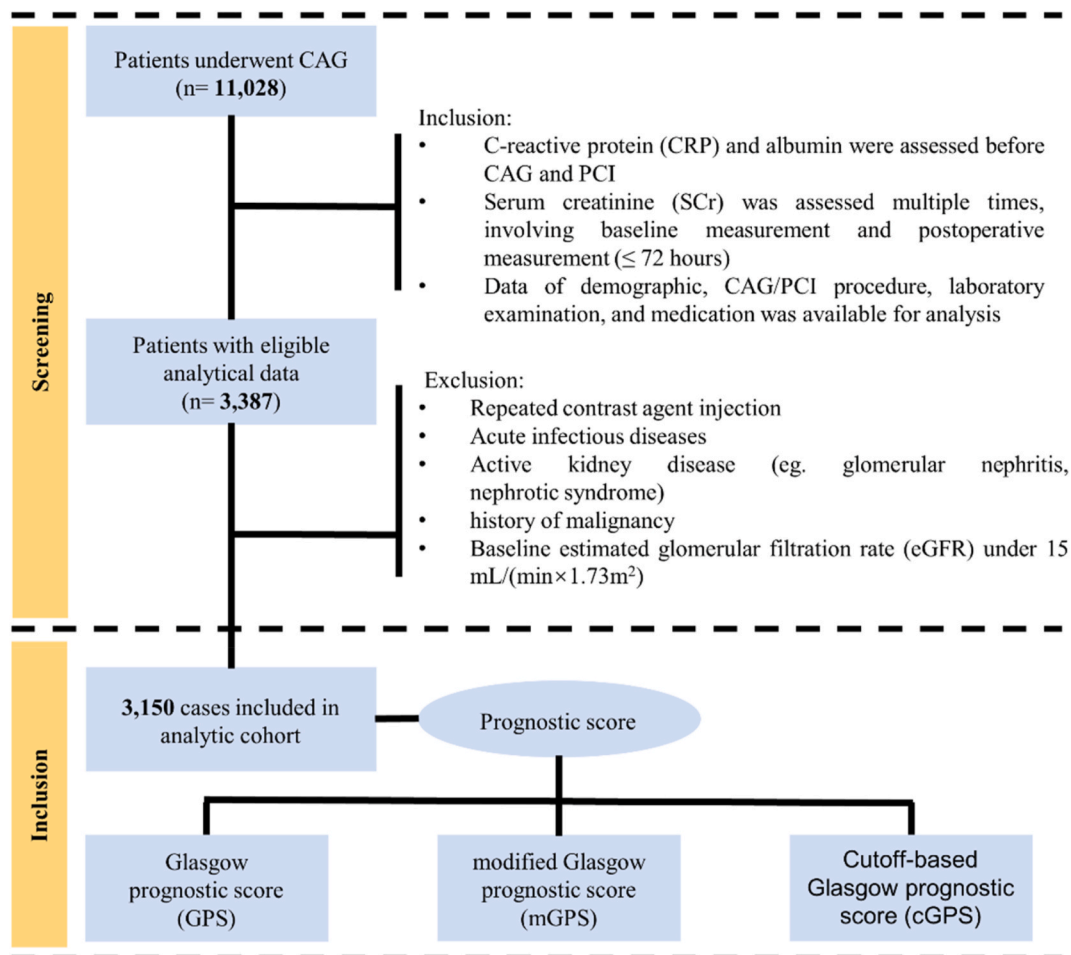 Screening
Patients underwent CAG
(n= 11,028)
Inclusion:
• C-reactive protein (CRP) and albumin were assessed before
CAG and PCI
• Serum creatinine (SCr) was assessed multiple times,
involving baseline measurement and postoperative
measurement (≤ 72 hours)
• Data of demographic, CAG/PCI procedure, laboratory
examination, and medication was available for analysis
Patients with eligible
analytical data
(n= 3,387)
Exclusion:
• Repeated contrast agent injection
• Acute infectious diseases
• Active kidney disease (eg. glomerular nephritis,
nephrotic syndrome)
• history of malignancy
• Baseline estimated glomerular filtration rate (eGFR) under 15
mL/(min×1.73m²)
Inclusion
3,150 cases included in
analytic cohort
Prognostic score
Glasgow
prognostic score
(GPS)
modified Glasgow
prognostic score
(mGPS)
Cutoff-based
Glasgow prognostic
score (cGPS)